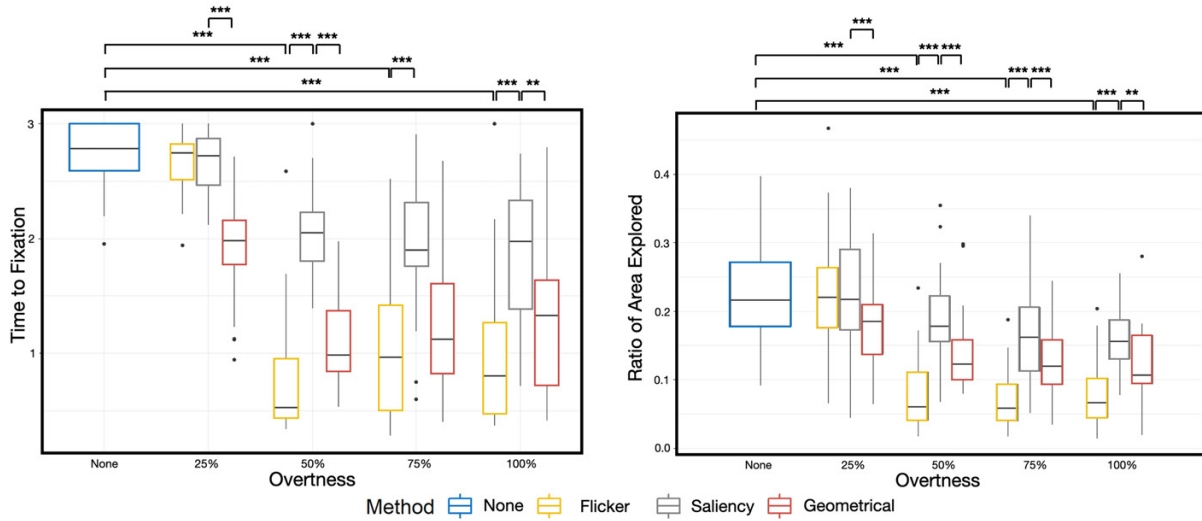 ***
*** *** ***
*** ***
*** *** **
Time to Fixation
3
2
1
None 25% 50% 75% 100%
Overtness
***
*** *** ***
*** *** ***
*** *** **
Ratio of Area Explored
0.4
0.3
0.2
0.1
0.0
None 25% 50% 75% 100%
Overtness
Method None Flicker Saliency Geometrical